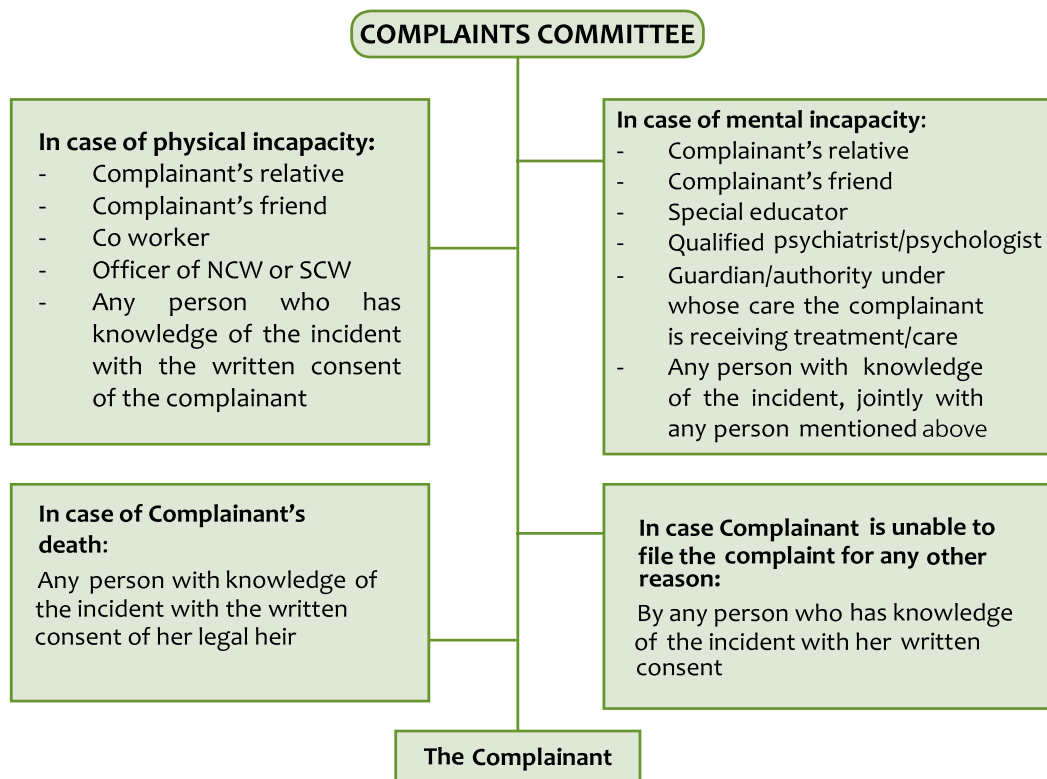 COMPLAINTS COMMITTEE
In case of physical incapacity:
- Complainant's relative
- Complainant's friend
- Co worker
- Officer of NCW or SCW
- Any person who has
knowledge of the incident
with the written consent
of the complainant
In case of mental incapacity:
- Complainant's relative
- Complainant's friend
- Special educator
- Qualified psychiatrist/psychologist
- Guardian/authority under
whose care the complainant
is receiving treatment/care
- Any person with knowledge
of the incident, jointly with
any person mentioned above
In case of Complainant's
death:
Any person with knowledge of
the incident with the written
consent of her legal heir
In case Complainant is unable to
file the complaint for any other
reason:
By any person who has knowledge
of the incident with her written
consent
The Complainant